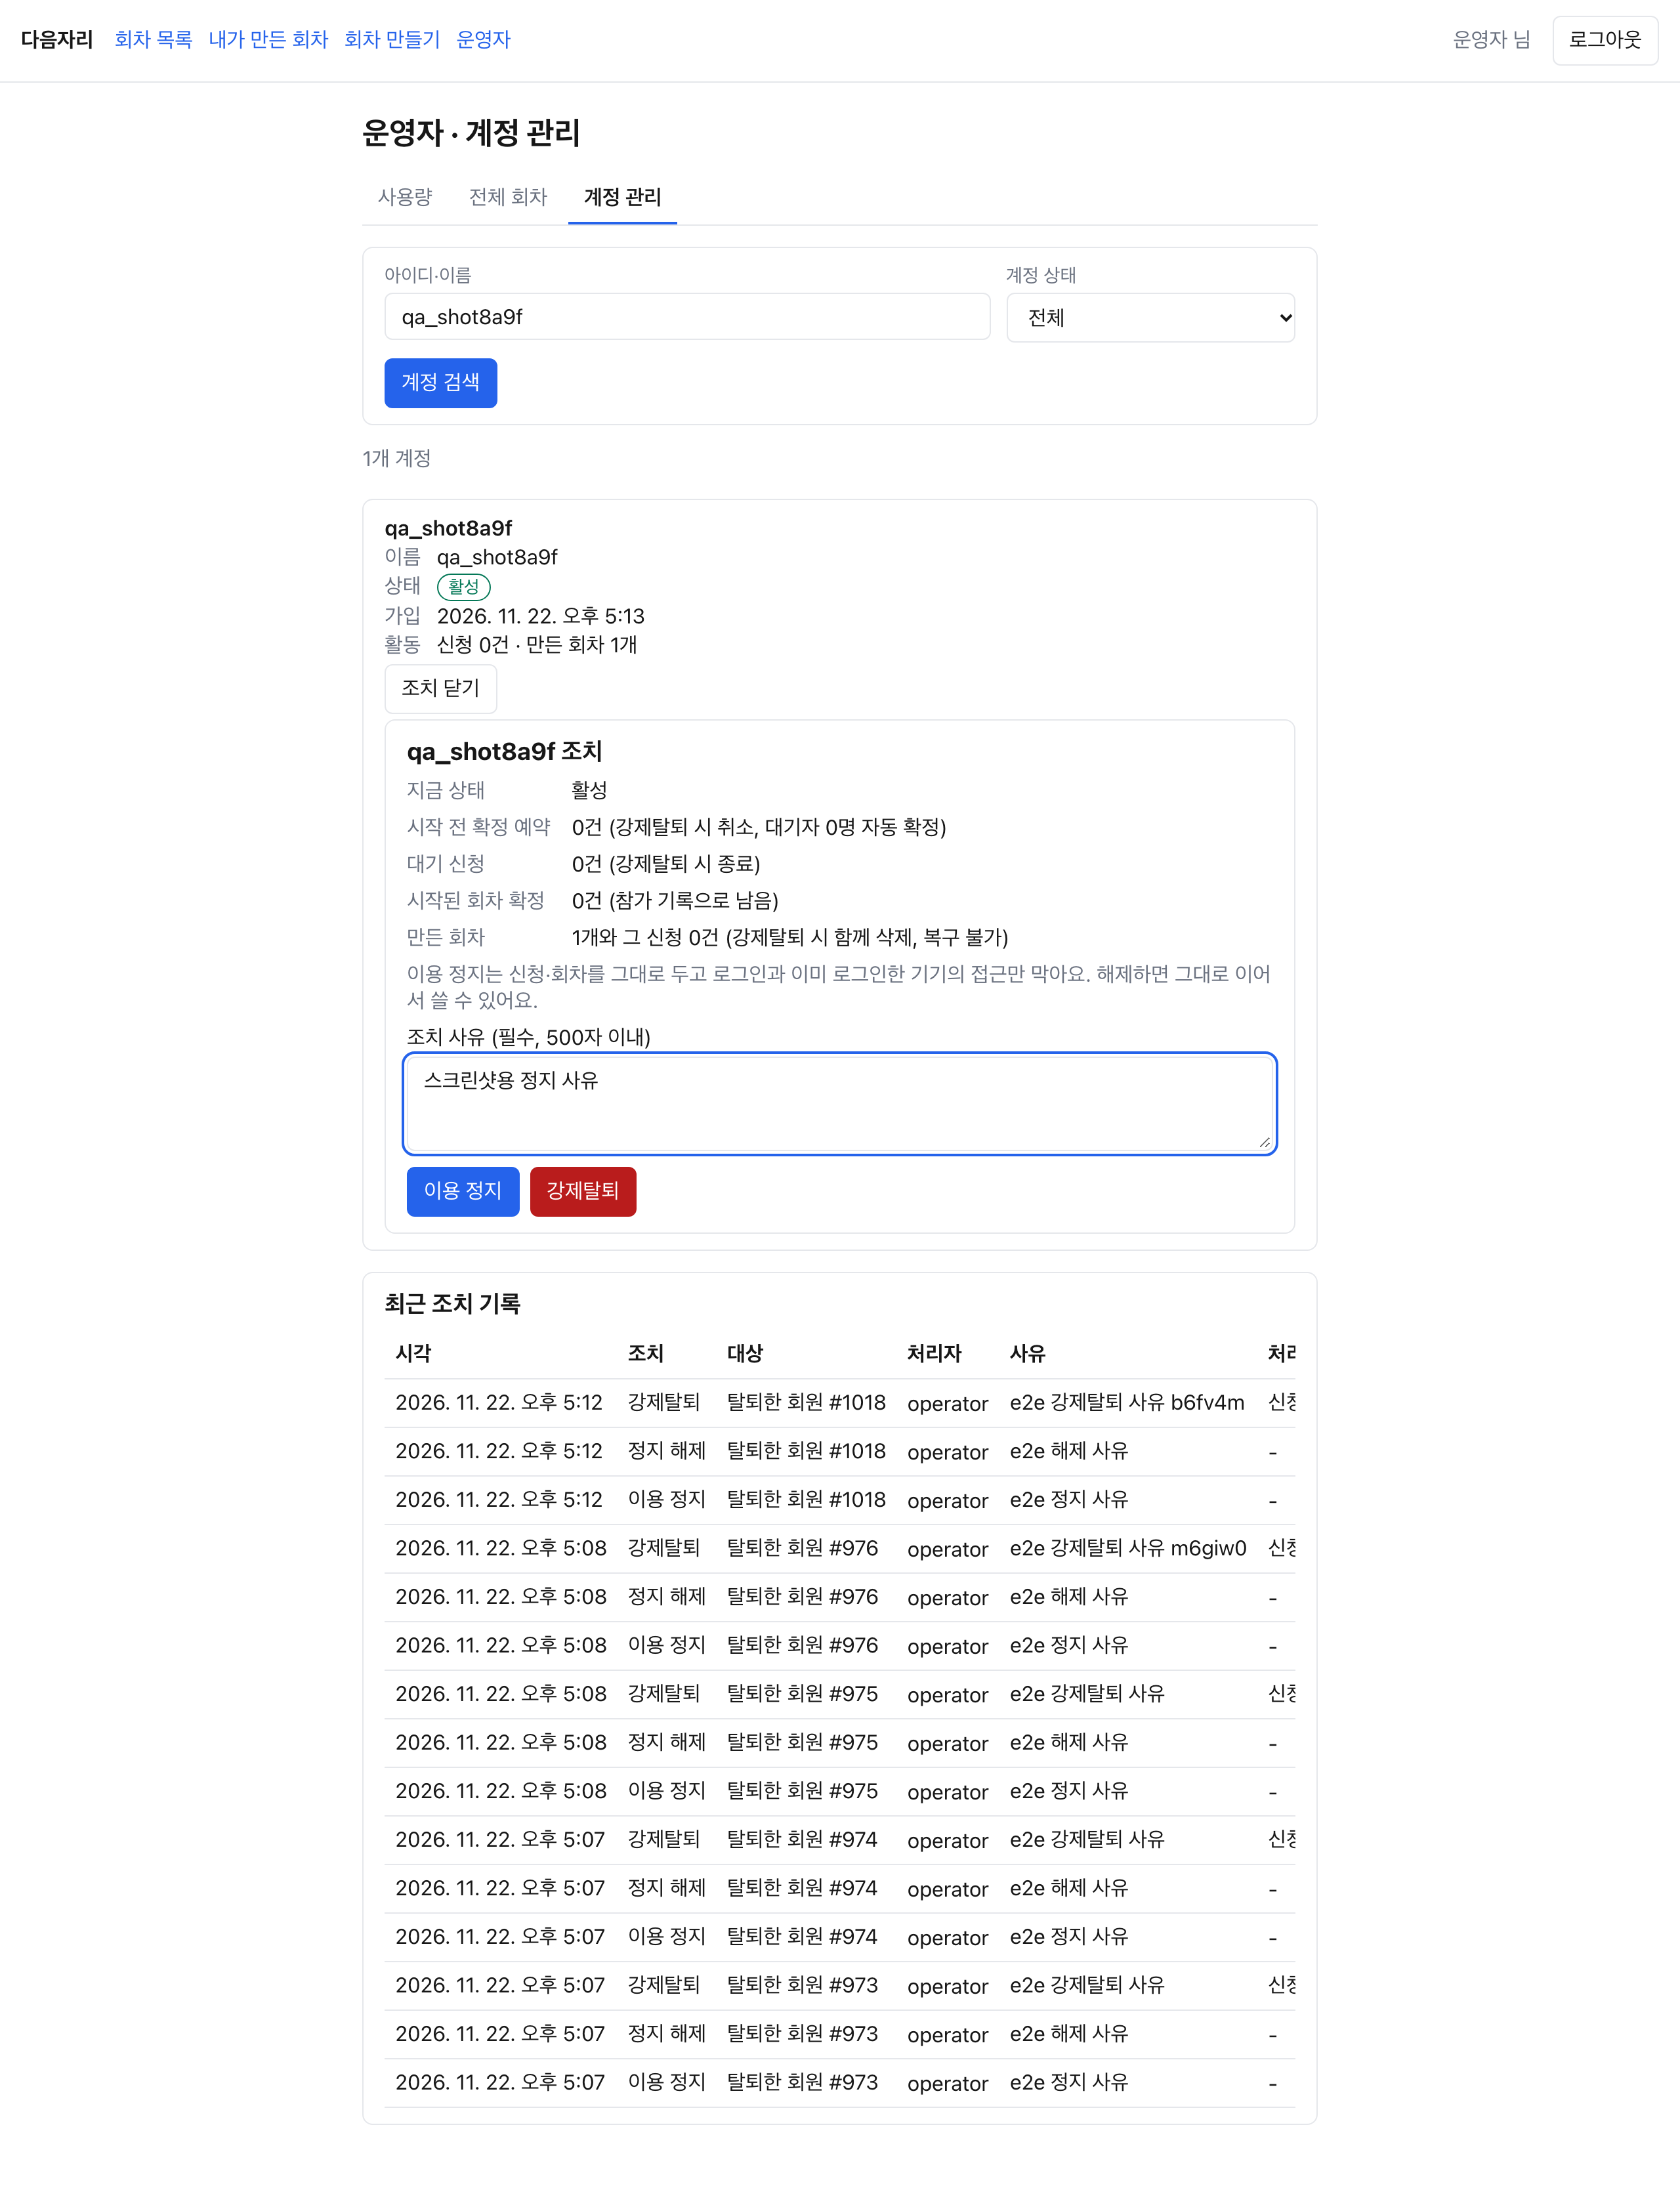 다음자리 회차 목록 내가 만든 회차 회차 만들기 운영자 운영자 님 로그아웃
운영자 · 계정 관리
사용량 전체 회차 계정 관리
아이디·이름 계정 상태
qa_shot8a9f 전체
계정 검색
1개 계정
qa_shot8a9f
이름 qa_shot8a9f
상태 활성
가입 2026. 11. 22. 오후 5:13
활동 신청 0건 · 만든 회차 1개
조치 닫기
qa_shot8a9f 조치
지금 상태 활성
시작 전 확정 예약 0건 (강제탈퇴 시 취소, 대기자 0명 자동 확정)
대기 신청 0건 (강제탈퇴 시 종료)
시작된 회차 확정 0건 (참가 기록으로 남음)
만든 회차 1개와 그 신청 0건 (강제탈퇴 시 함께 삭제, 복구 불가)
이용 정지는 신청·회차를 그대로 두고 로그인과 이미 로그인한 기기의 접근만 막아요. 해제하면 그대로 이어
서 쓸 수 있어요.
조치 사유 (필수, 500자 이내)
스크린샷용 정지 사유
이용 정지 강제탈퇴
최근 조치 기록
시각 조치 대상 처리자 사유 처리
2026. 11. 22. 오후 5:12 강제탈퇴 탈퇴한 회원 #1018 operator e2e 강제탈퇴 사유 b6fv4m 신청
2026. 11. 22. 오후 5:12 정지 해제 탈퇴한 회원 #1018 operator e2e 해제 사유 -
2026. 11. 22. 오후 5:12 이용 정지 탈퇴한 회원 #1018 operator e2e 정지 사유 -
2026. 11. 22. 오후 5:08 강제탈퇴 탈퇴한 회원 #976 operator e2e 강제탈퇴 사유 m6giw0 신청
2026. 11. 22. 오후 5:08 정지 해제 탈퇴한 회원 #976 operator e2e 해제 사유 -
2026. 11. 22. 오후 5:08 이용 정지 탈퇴한 회원 #976 operator e2e 정지 사유 -
2026. 11. 22. 오후 5:08 강제탈퇴 탈퇴한 회원 #975 operator e2e 강제탈퇴 사유 신청
2026. 11. 22. 오후 5:08 정지 해제 탈퇴한 회원 #975 operator e2e 해제 사유 -
2026. 11. 22. 오후 5:08 이용 정지 탈퇴한 회원 #975 operator e2e 정지 사유 -
2026. 11. 22. 오후 5:07 강제탈퇴 탈퇴한 회원 #974 operator e2e 강제탈퇴 사유 신청
2026. 11. 22. 오후 5:07 정지 해제 탈퇴한 회원 #974 operator e2e 해제 사유 -
2026. 11. 22. 오후 5:07 이용 정지 탈퇴한 회원 #974 operator e2e 정지 사유 -
2026. 11. 22. 오후 5:07 강제탈퇴 탈퇴한 회원 #973 operator e2e 강제탈퇴 사유 신청
2026. 11. 22. 오후 5:07 정지 해제 탈퇴한 회원 #973 operator e2e 해제 사유 -
2026. 11. 22. 오후 5:07 이용 정지 탈퇴한 회원 #973 operator e2e 정지 사유 -